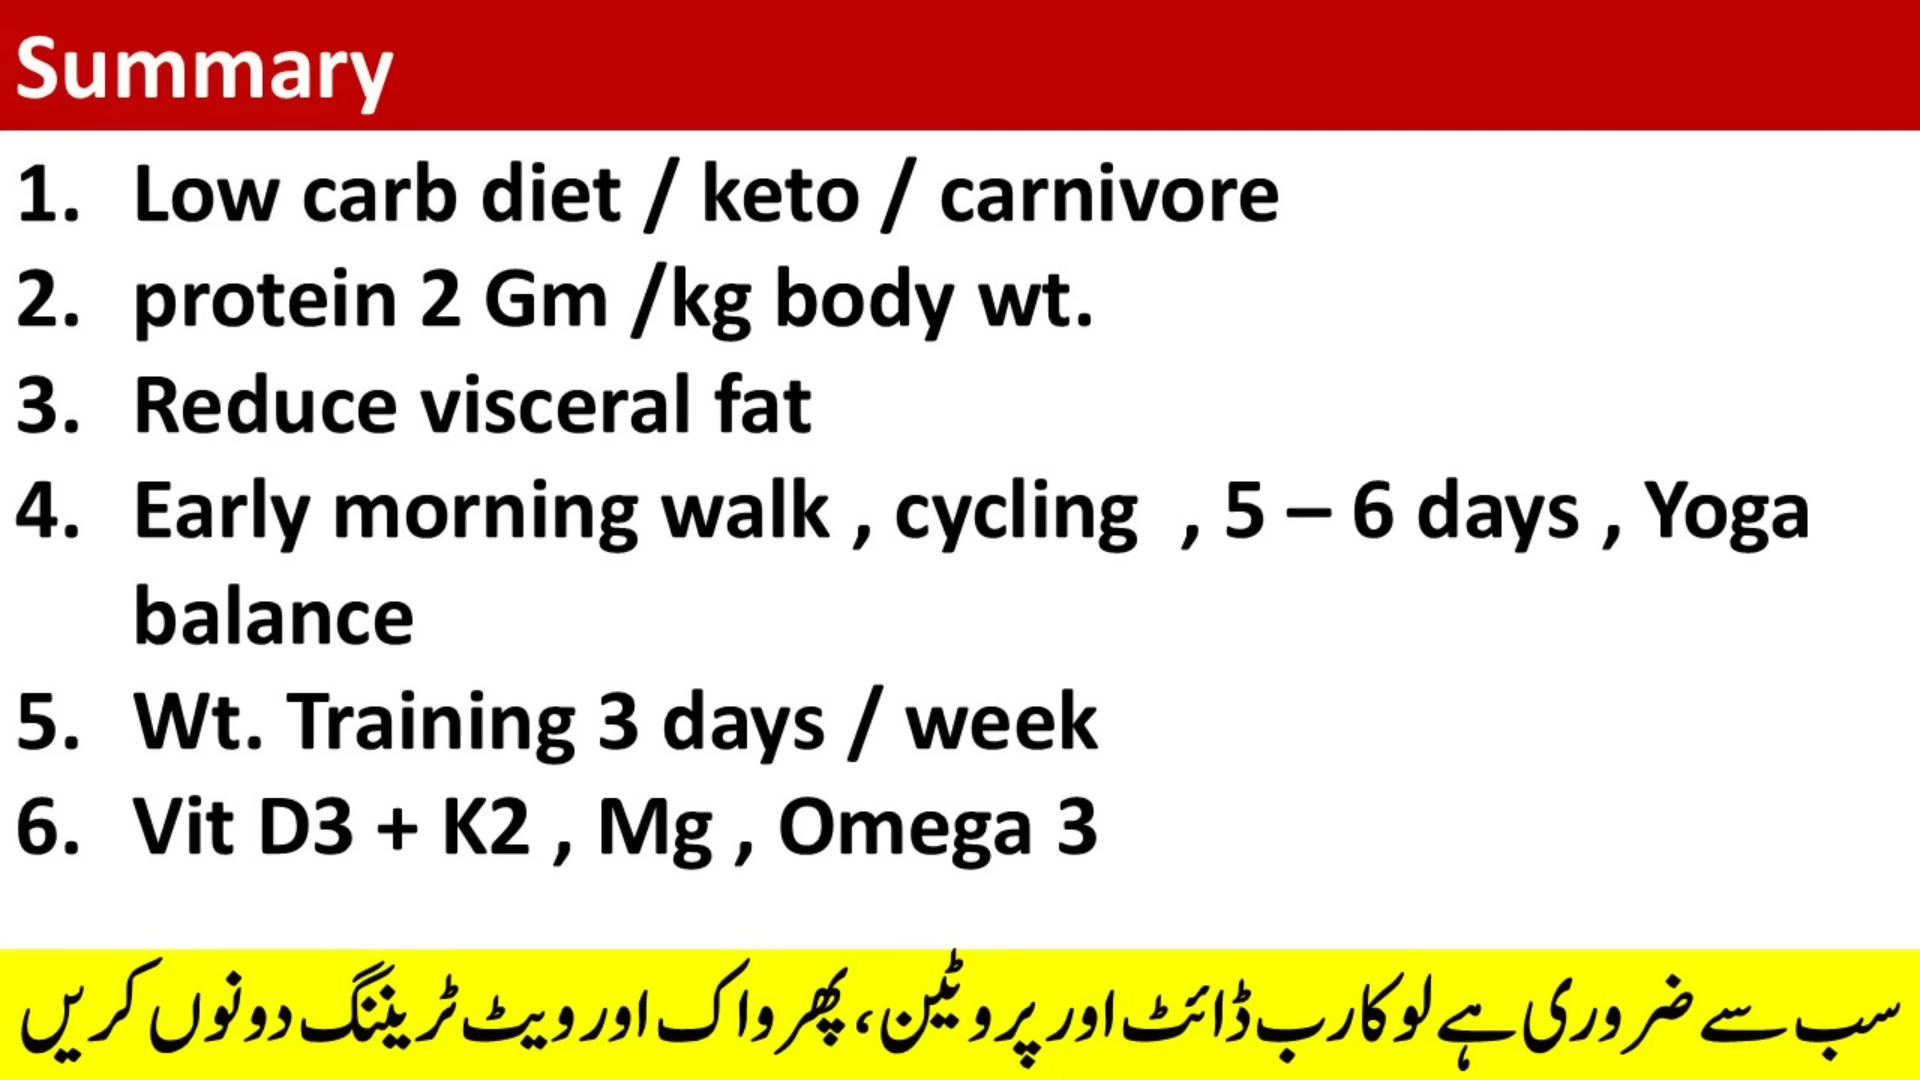 Summary
1. Low carb diet / keto / carnivore
2. protein 2 Gm /kg body wt.
3. Reduce visceral fat
4. Early morning walk , cycling , 5 – 6 days , Yoga
balance
5. Wt. Training 3 days / week
6. Vit D3 + K2 , Mg , Omega 3
سب سے ضروری ہے لو کارب ڈائٹ اور پروٹین، پھر واک اور ویٹ ٹریننگ دونوں کریں